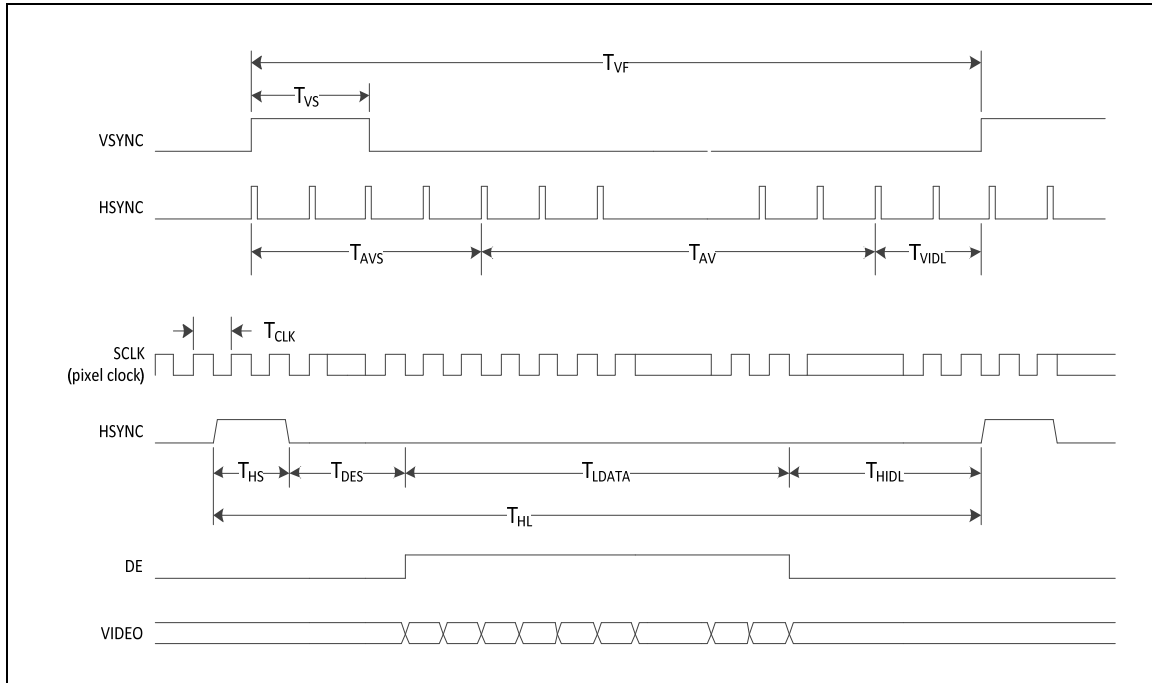 TVF
TVS
VSYNC
HSYNC
TAVS TAV TVIDL
TCLK
SCLK
(pixel clock)
HSYNC
THS TDES TLDATA THIDL
THL
DE
VIDEO